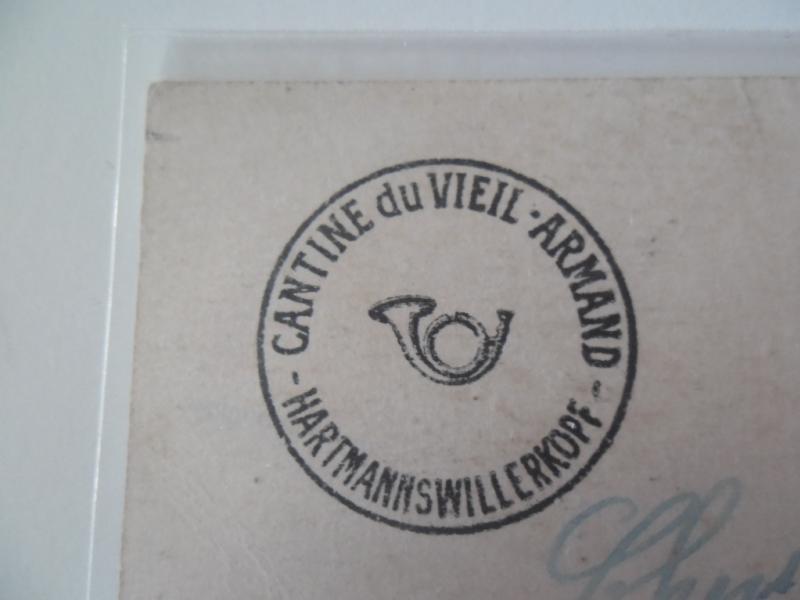 CANTINE du VIEIL-ARMAND
- HARTMANNSWILLERKOPF -